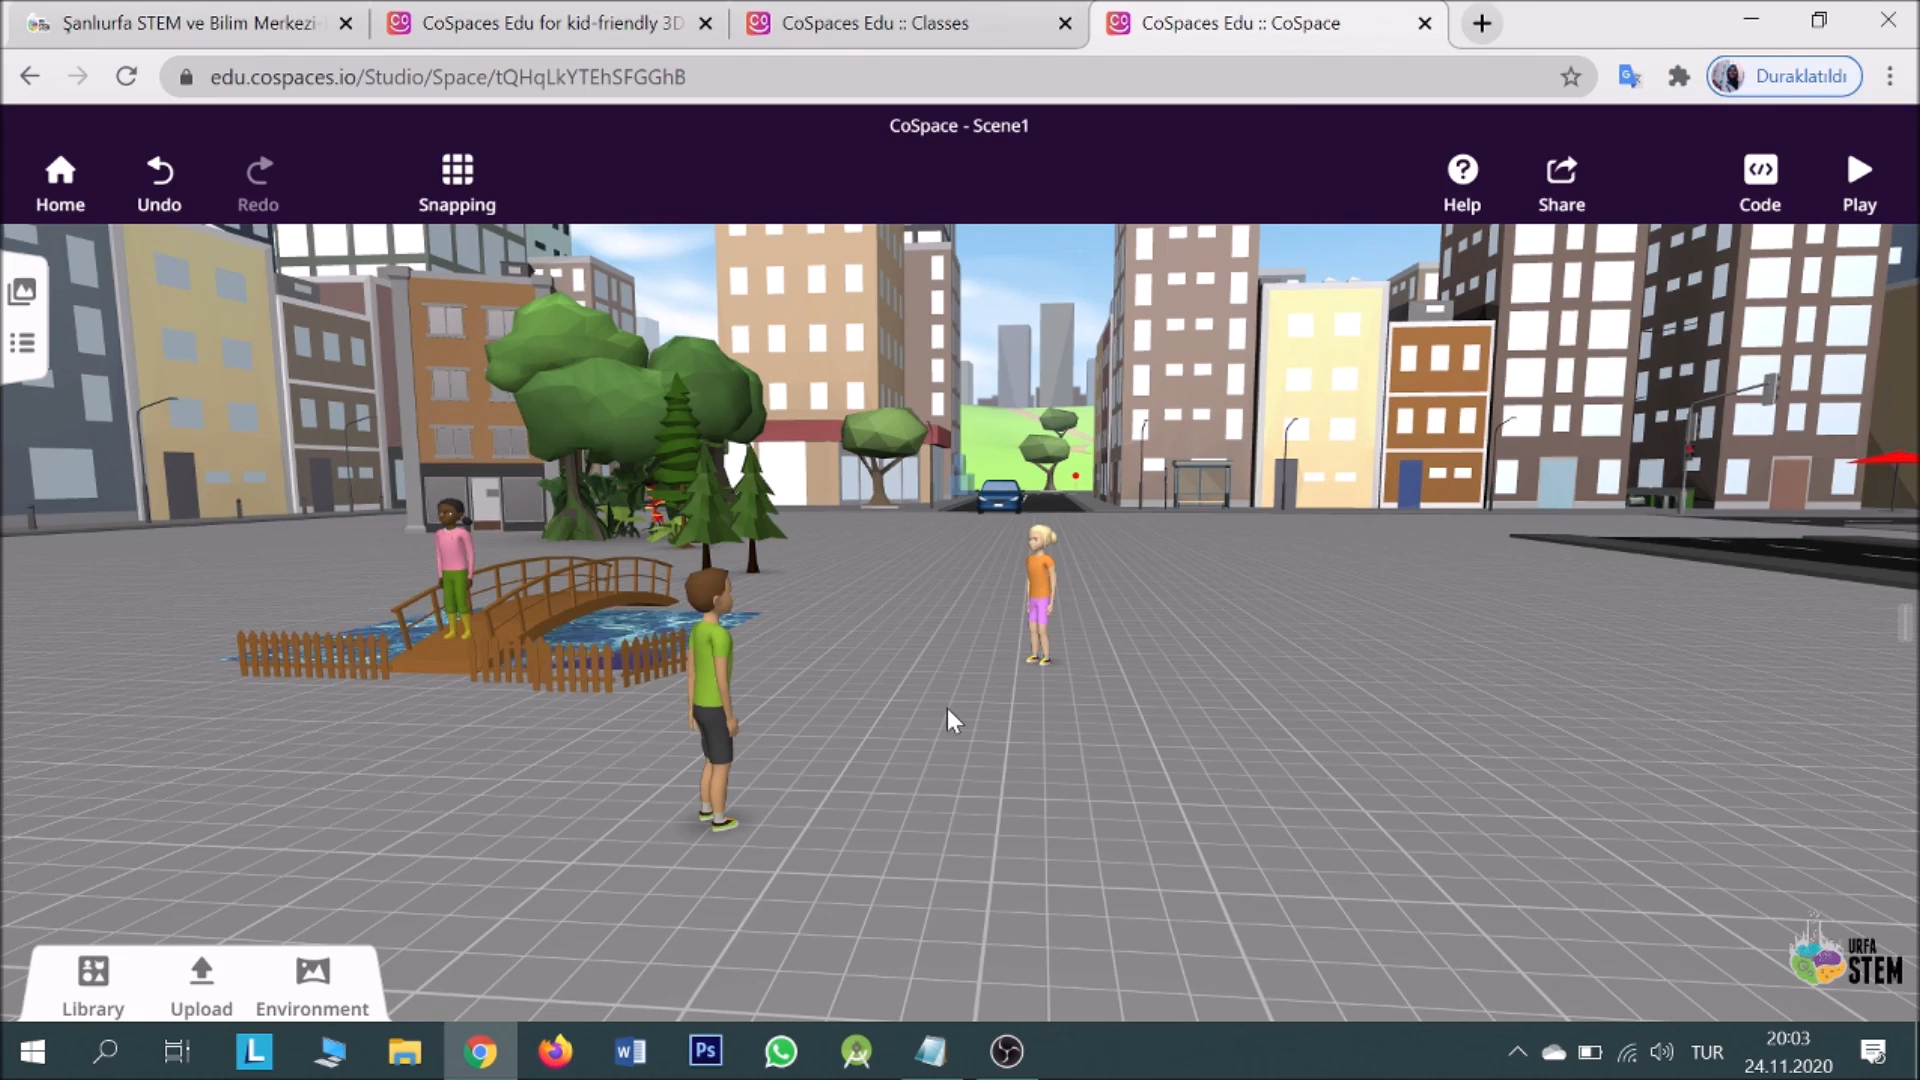 Şanlıurfa STEM ve Bilim Merkezi-
CoSpaces Edu for kid-friendly 3D
CoSpaces Edu :: Classes
CoSpaces Edu :: CoSpace
edu.cospaces.io/Studio/Space/tQHqLkYTEhSFGGhB
Duraklatıldı
CoSpace - Scene1
Home
Undo
Redo
Snapping
Help
Share
Code
Play
URFA
STEM
Library
Upload
Environment
L
W
Ps
TUR
20:03
24.11.2020